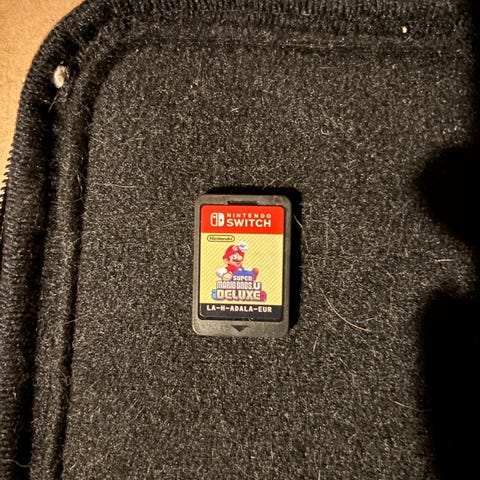 NINTENDO
SWITCH
Nintendo
SUPER
MARIO BROS. U
DELUXE
LA-H-ADALA-EUR